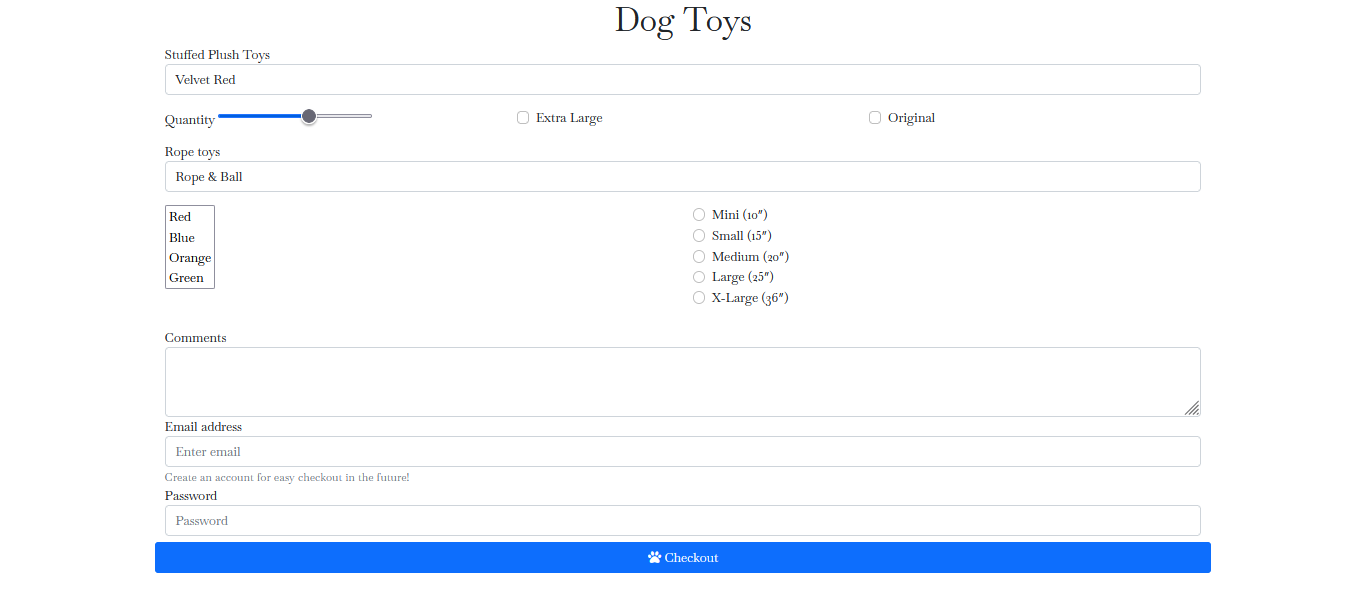 Dog Toys
Stuffed Plush Toys
Velvet Red
Quantity Extra Large Original
Rope toys
Rope & Ball
Red
Blue
Orange
Green
Mini (10″)
Small (15″)
Medium (20″)
Large (25″)
X-Large (36″)
Comments
Email address
Enter email
Create an account for easy checkout in the future!
Password
Password
Checkout